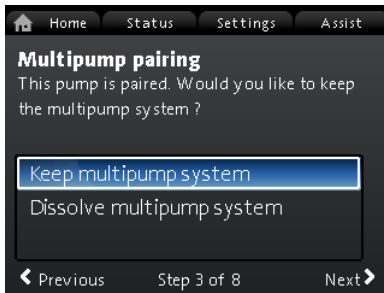 Home Status Settings Assist
Multipump pairing
This pump is paired. Would you like to keep
the multipump system ?
Keep multipump system
Dissolve multipump system
Previous Step 3 of 8 Next